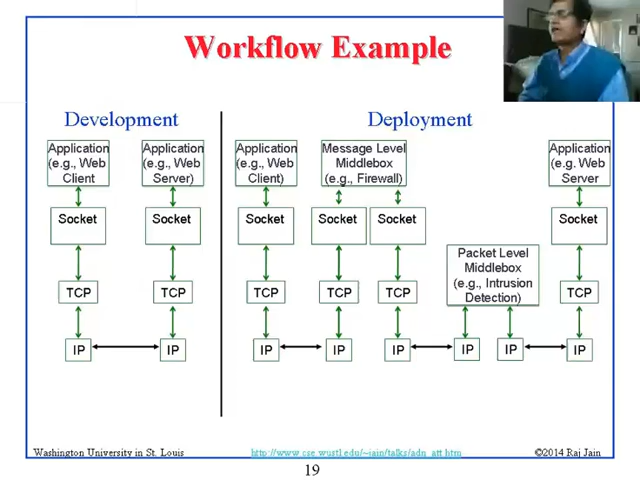 Workflow Example
Development
Deployment
Application
(e.g., Web
Client
Application
(e.g., Web
Server)
Application
(e.g., Web
Client)
Message Level
Middlebox
(e.g., Firewall)
Application
(e.g. Web
Server
Socket
Socket
Socket
Socket
Socket
Socket
Packet Level
Middlebox
(e.g., Intrusion
Detection)
TCP
TCP
TCP
TCP
TCP
TCP
IP
IP
IP
IP
IP
IP
IP
IP
Washington University in St. Louis
http://www.cse.wustl.edu/~jain/talks/adn_att.htm
©2014 Raj Jain
19